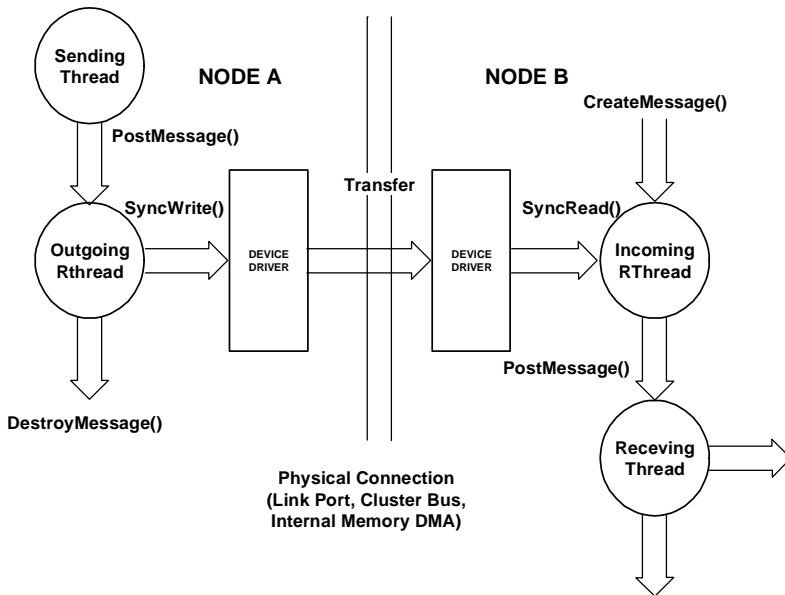 Sending
Thread
NODE A
NODE B
CreateMessage()
PostMessage()
Transfer
SyncWrite()
SyncRead()
Outgoing
Rthread
DEVICE
DRIVER
DEVICE
DRIVER
Incoming
RThread
PostMessage()
DestroyMessage()
Receving
Thread
Physical Connection
(Link Port, Cluster Bus,
Internal Memory DMA)